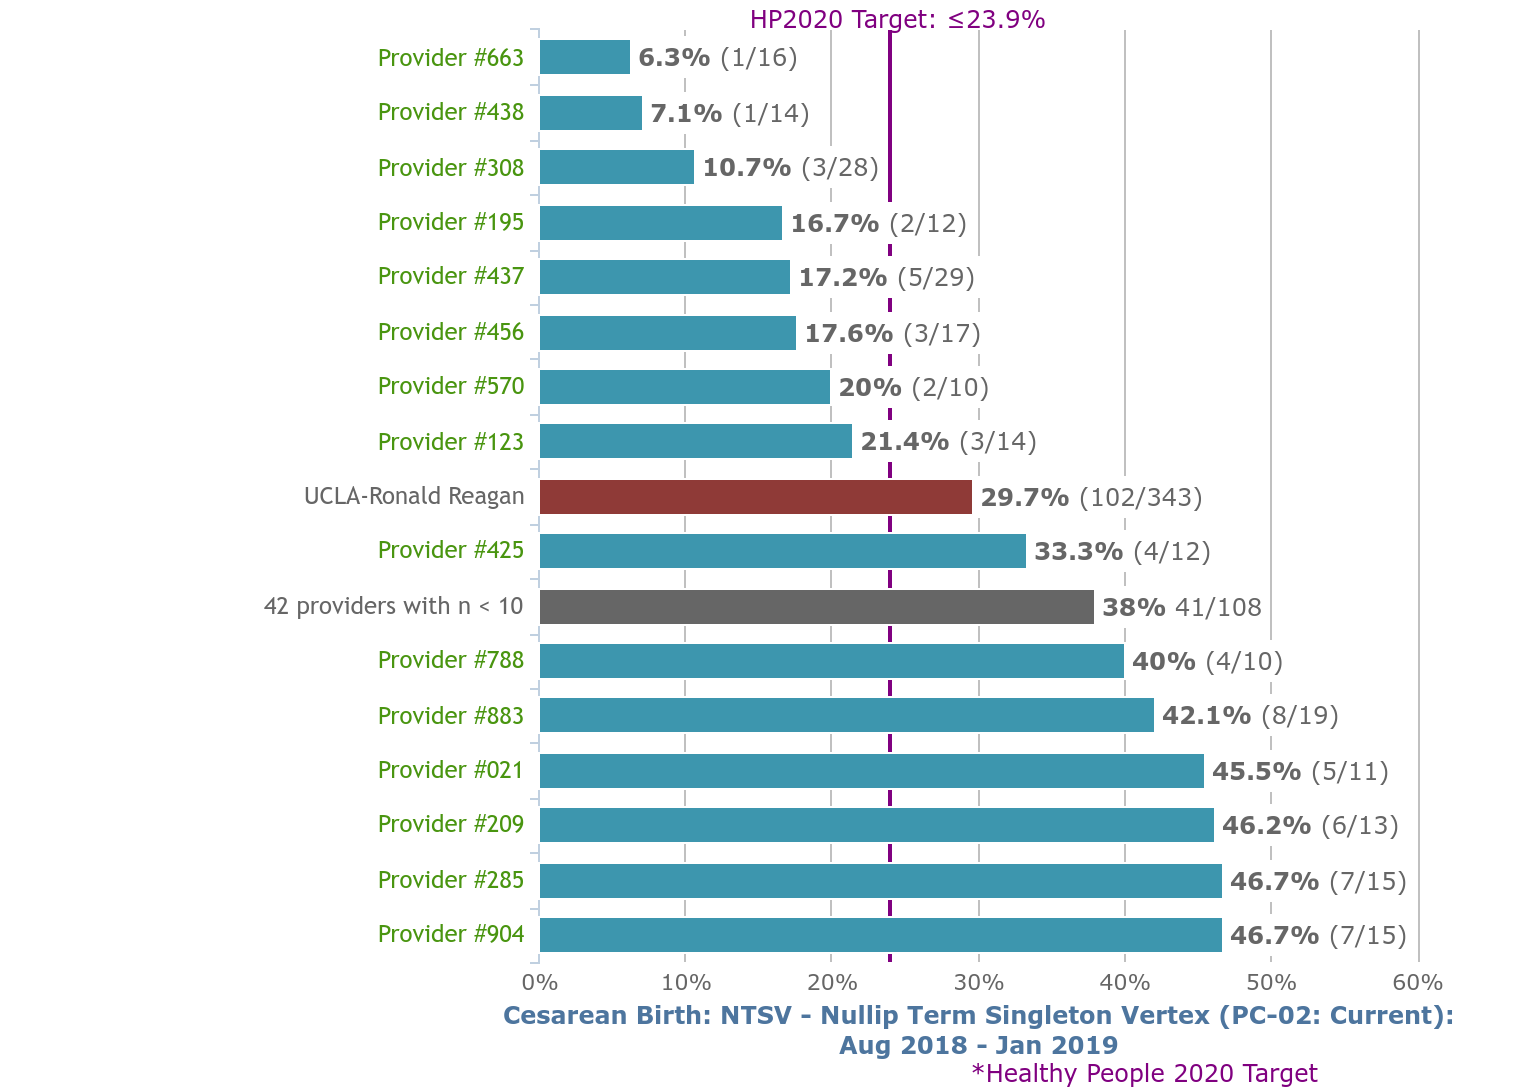 HP2020 Target: ≤23.9%
Provider #663 6.3% (1/16)
Provider #438 7.1% (1/14)
Provider #308 10.7% (3/28)
Provider #195 16.7% (2/12)
Provider #437 17.2% (5/29)
Provider #456 17.6% (3/17)
Provider #570 20% (2/10)
Provider #123 21.4% (3/14)
UCLA-Ronald Reagan 29.7% (102/343)
Provider #425 33.3% (4/12)
42 providers with n < 10 38% 41/108
Provider #788 40% (4/10)
Provider #883 42.1% (8/19)
Provider #021 45.5% (5/11)
Provider #209 46.2% (6/13)
Provider #285 46.7% (7/15)
Provider #904 46.7% (7/15)
0% 10% 20% 30% 40% 50% 60%
Cesarean Birth: NTSV - Nullip Term Singleton Vertex (PC-02: Current):
Aug 2018 - Jan 2019
*Healthy People 2020 Target